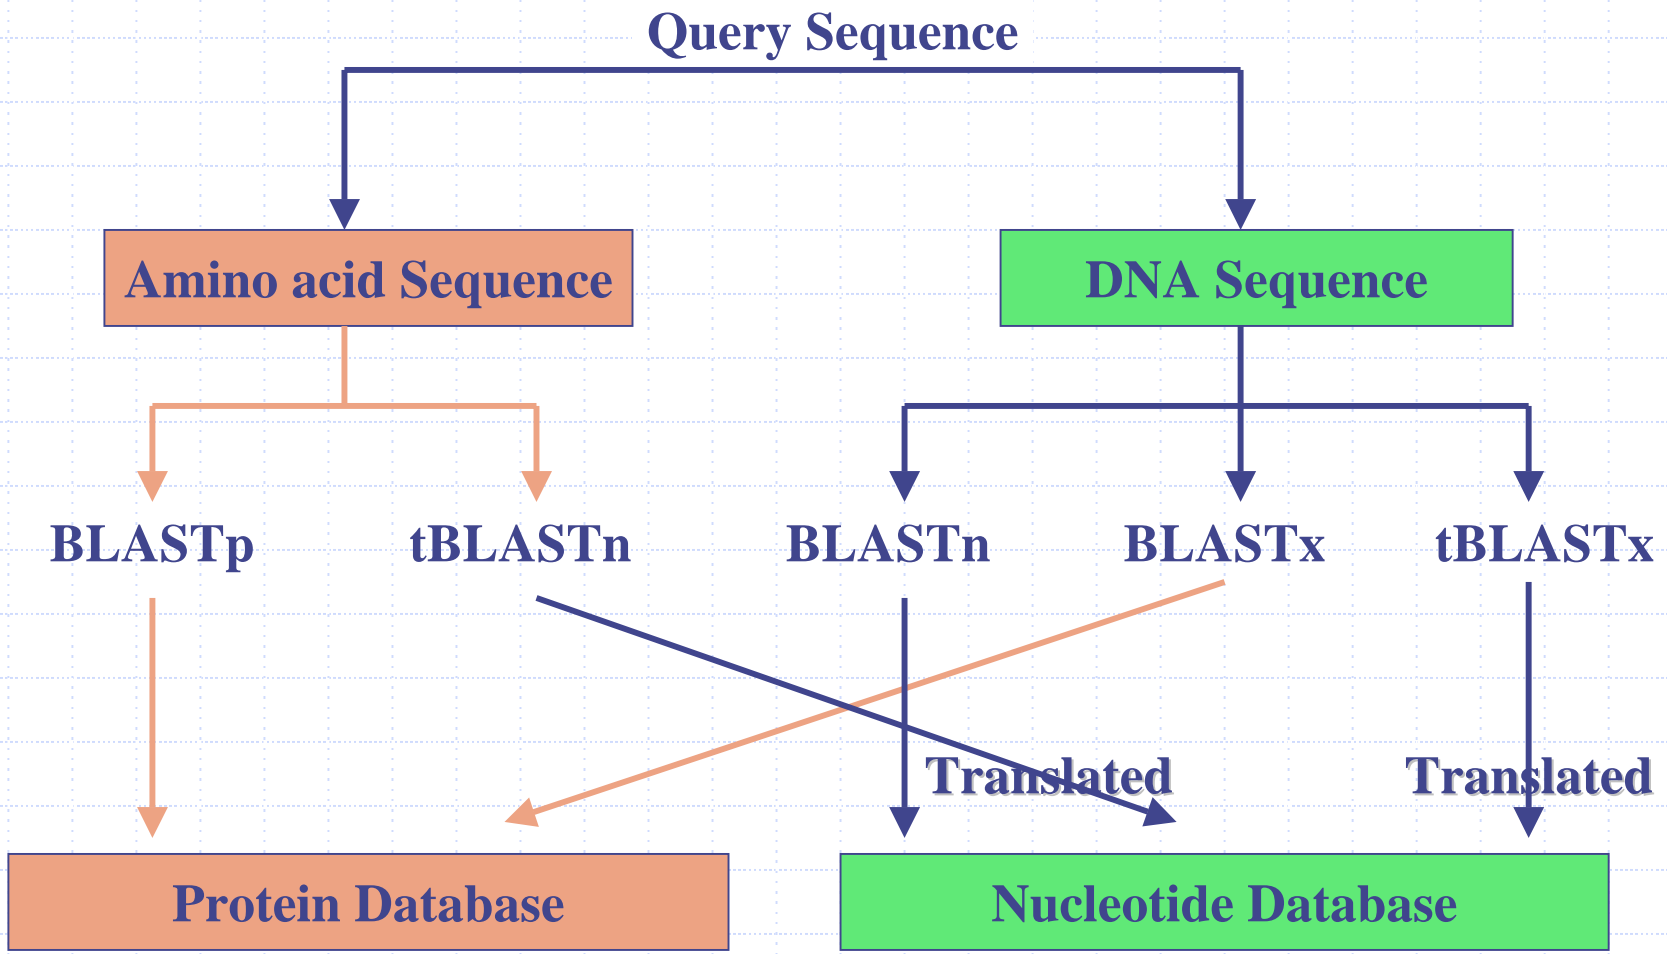 Query Sequence
Amino acid Sequence
DNA Sequence
BLASTp
tBLASTn
BLASTn
BLASTx
tBLASTx
Translated
Translated
Protein Database
Nucleotide Database